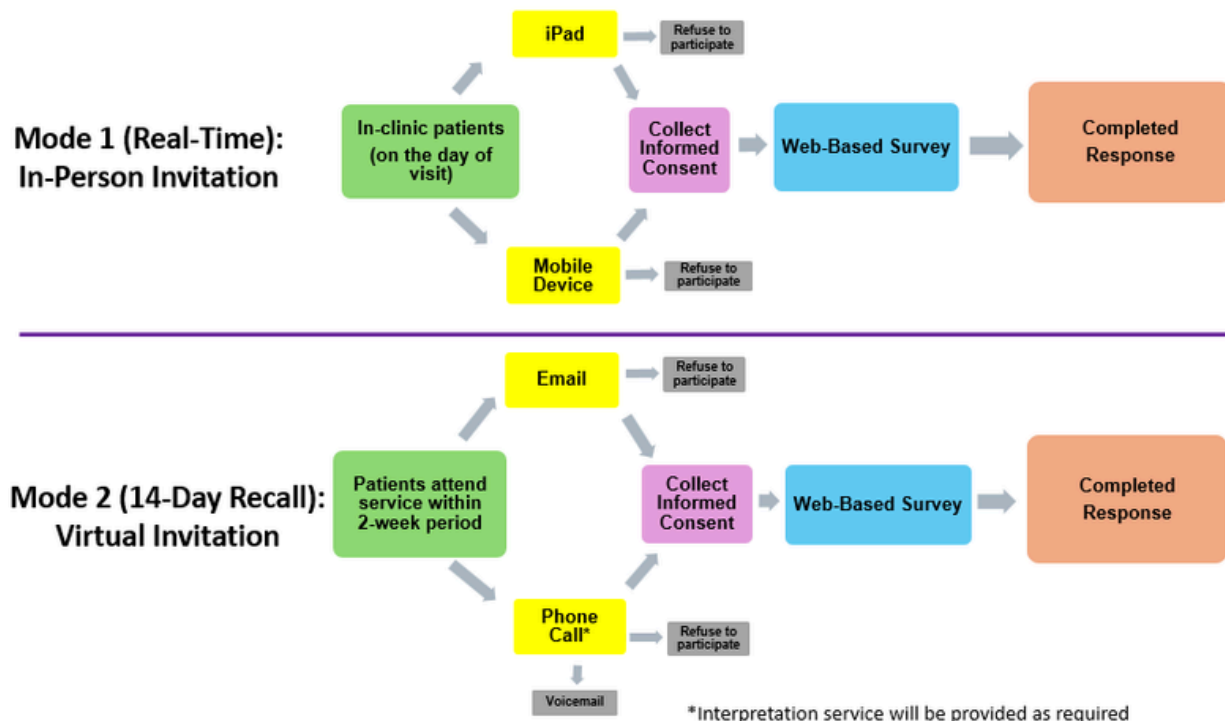 iPad
Refuse to
participate
Mode 1 (Real-Time):
In-Person Invitation
In-clinic patients
(on the day of
visit)
Collect
Informed
Consent
Web-Based Survey
Completed
Response
Mobile
Device
Refuse to
participate
Email
Refuse to
participate
Mode 2 (14-Day Recall):
Virtual Invitation
Patients attend
service within
2-week period
Collect
Informed
Consent
Web-Based Survey
Completed
Response
Phone
Call*
Refuse to
participate
Voicemail
*Interpretation service will be provided as required